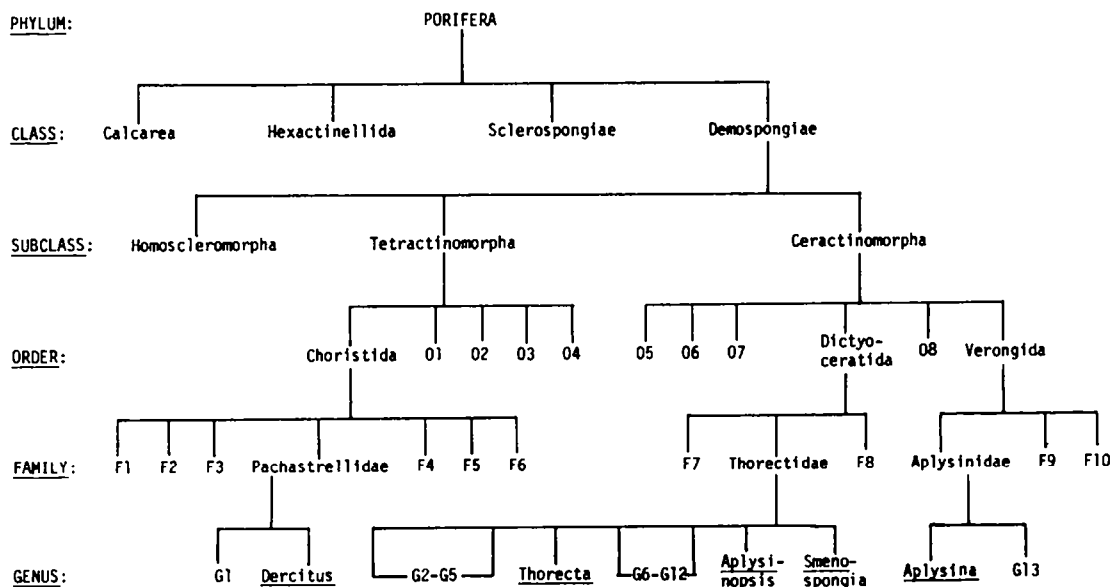 PHYLUM: PORIFERA
CLASS: Calcarea Hexactinellida Sclerospongiae Demospongiae
SUBCLASS: Homoscleromorpha Tetractinomorpha Ceractinomorpha
ORDER: Choristida O1 O2 O3 O4 O5 O6 O7 Dictyo- O8 Verongida
ceratida
FAMILY: F1 F2 F3 Pachastrellidae F4 F5 F6 F7 Thorectidae F8 Aplysinidae F9 F10
GENUS: G1 Dercitus G2-G5 Thorecta G6-G12 Aplysi- Smeno- Aplysina G13
nopsis spongia